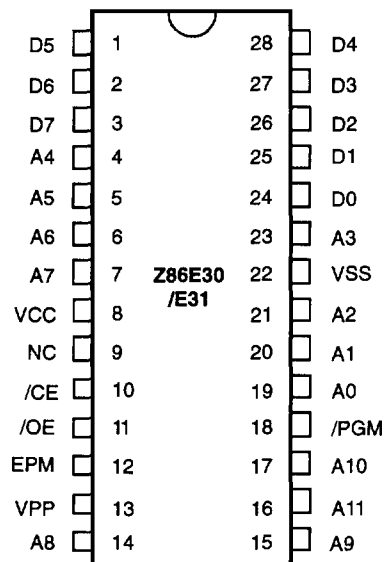 D5 1 28 D4
D6 2 27 D3
D7 3 26 D2
A4 4 25 D1
A5 5 24 D0
A6 6 23 A3
A7 7 Z86E30 22 VSS
/E31
VCC 8 21 A2
NC 9 20 A1
/CE 10 19 A0
/OE 11 18 /PGM
EPM 12 17 A10
VPP 13 16 A11
A8 14 15 A9